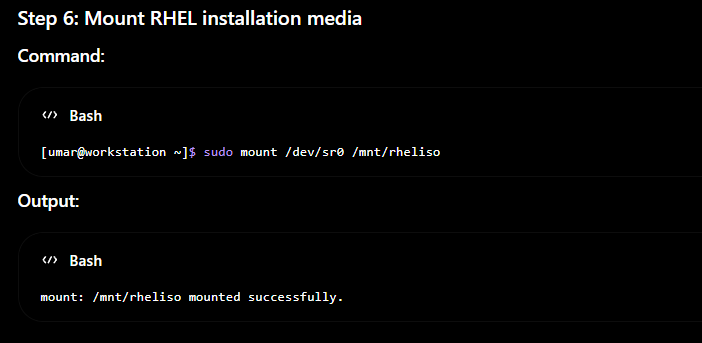 Step 6: Mount RHEL installation media
Command:
Bash
[umar@workstation ~]$ sudo mount /dev/sr0 /mnt/rheliso
Output:
Bash
mount: /mnt/rheliso mounted successfully.